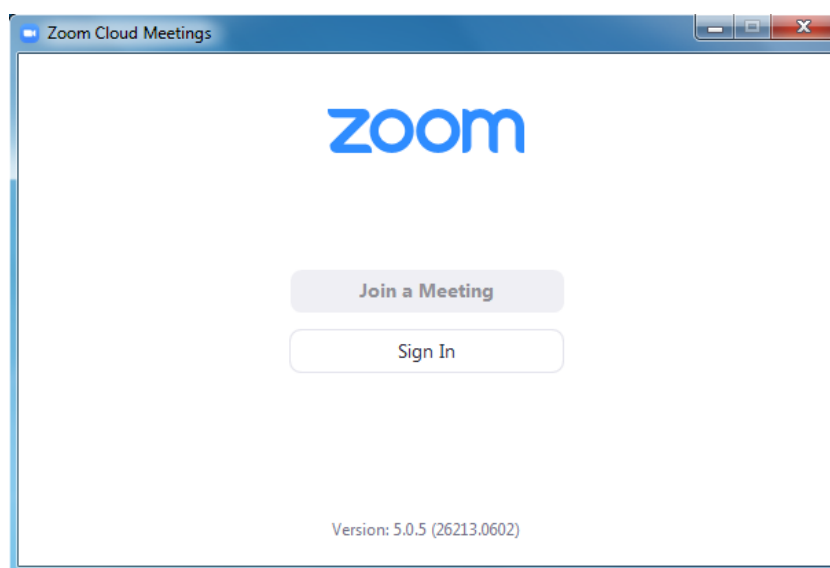 Zoom Cloud Meetings
zoom
Join a Meeting
Sign In
Version: 5.0.5 (26213.0602)